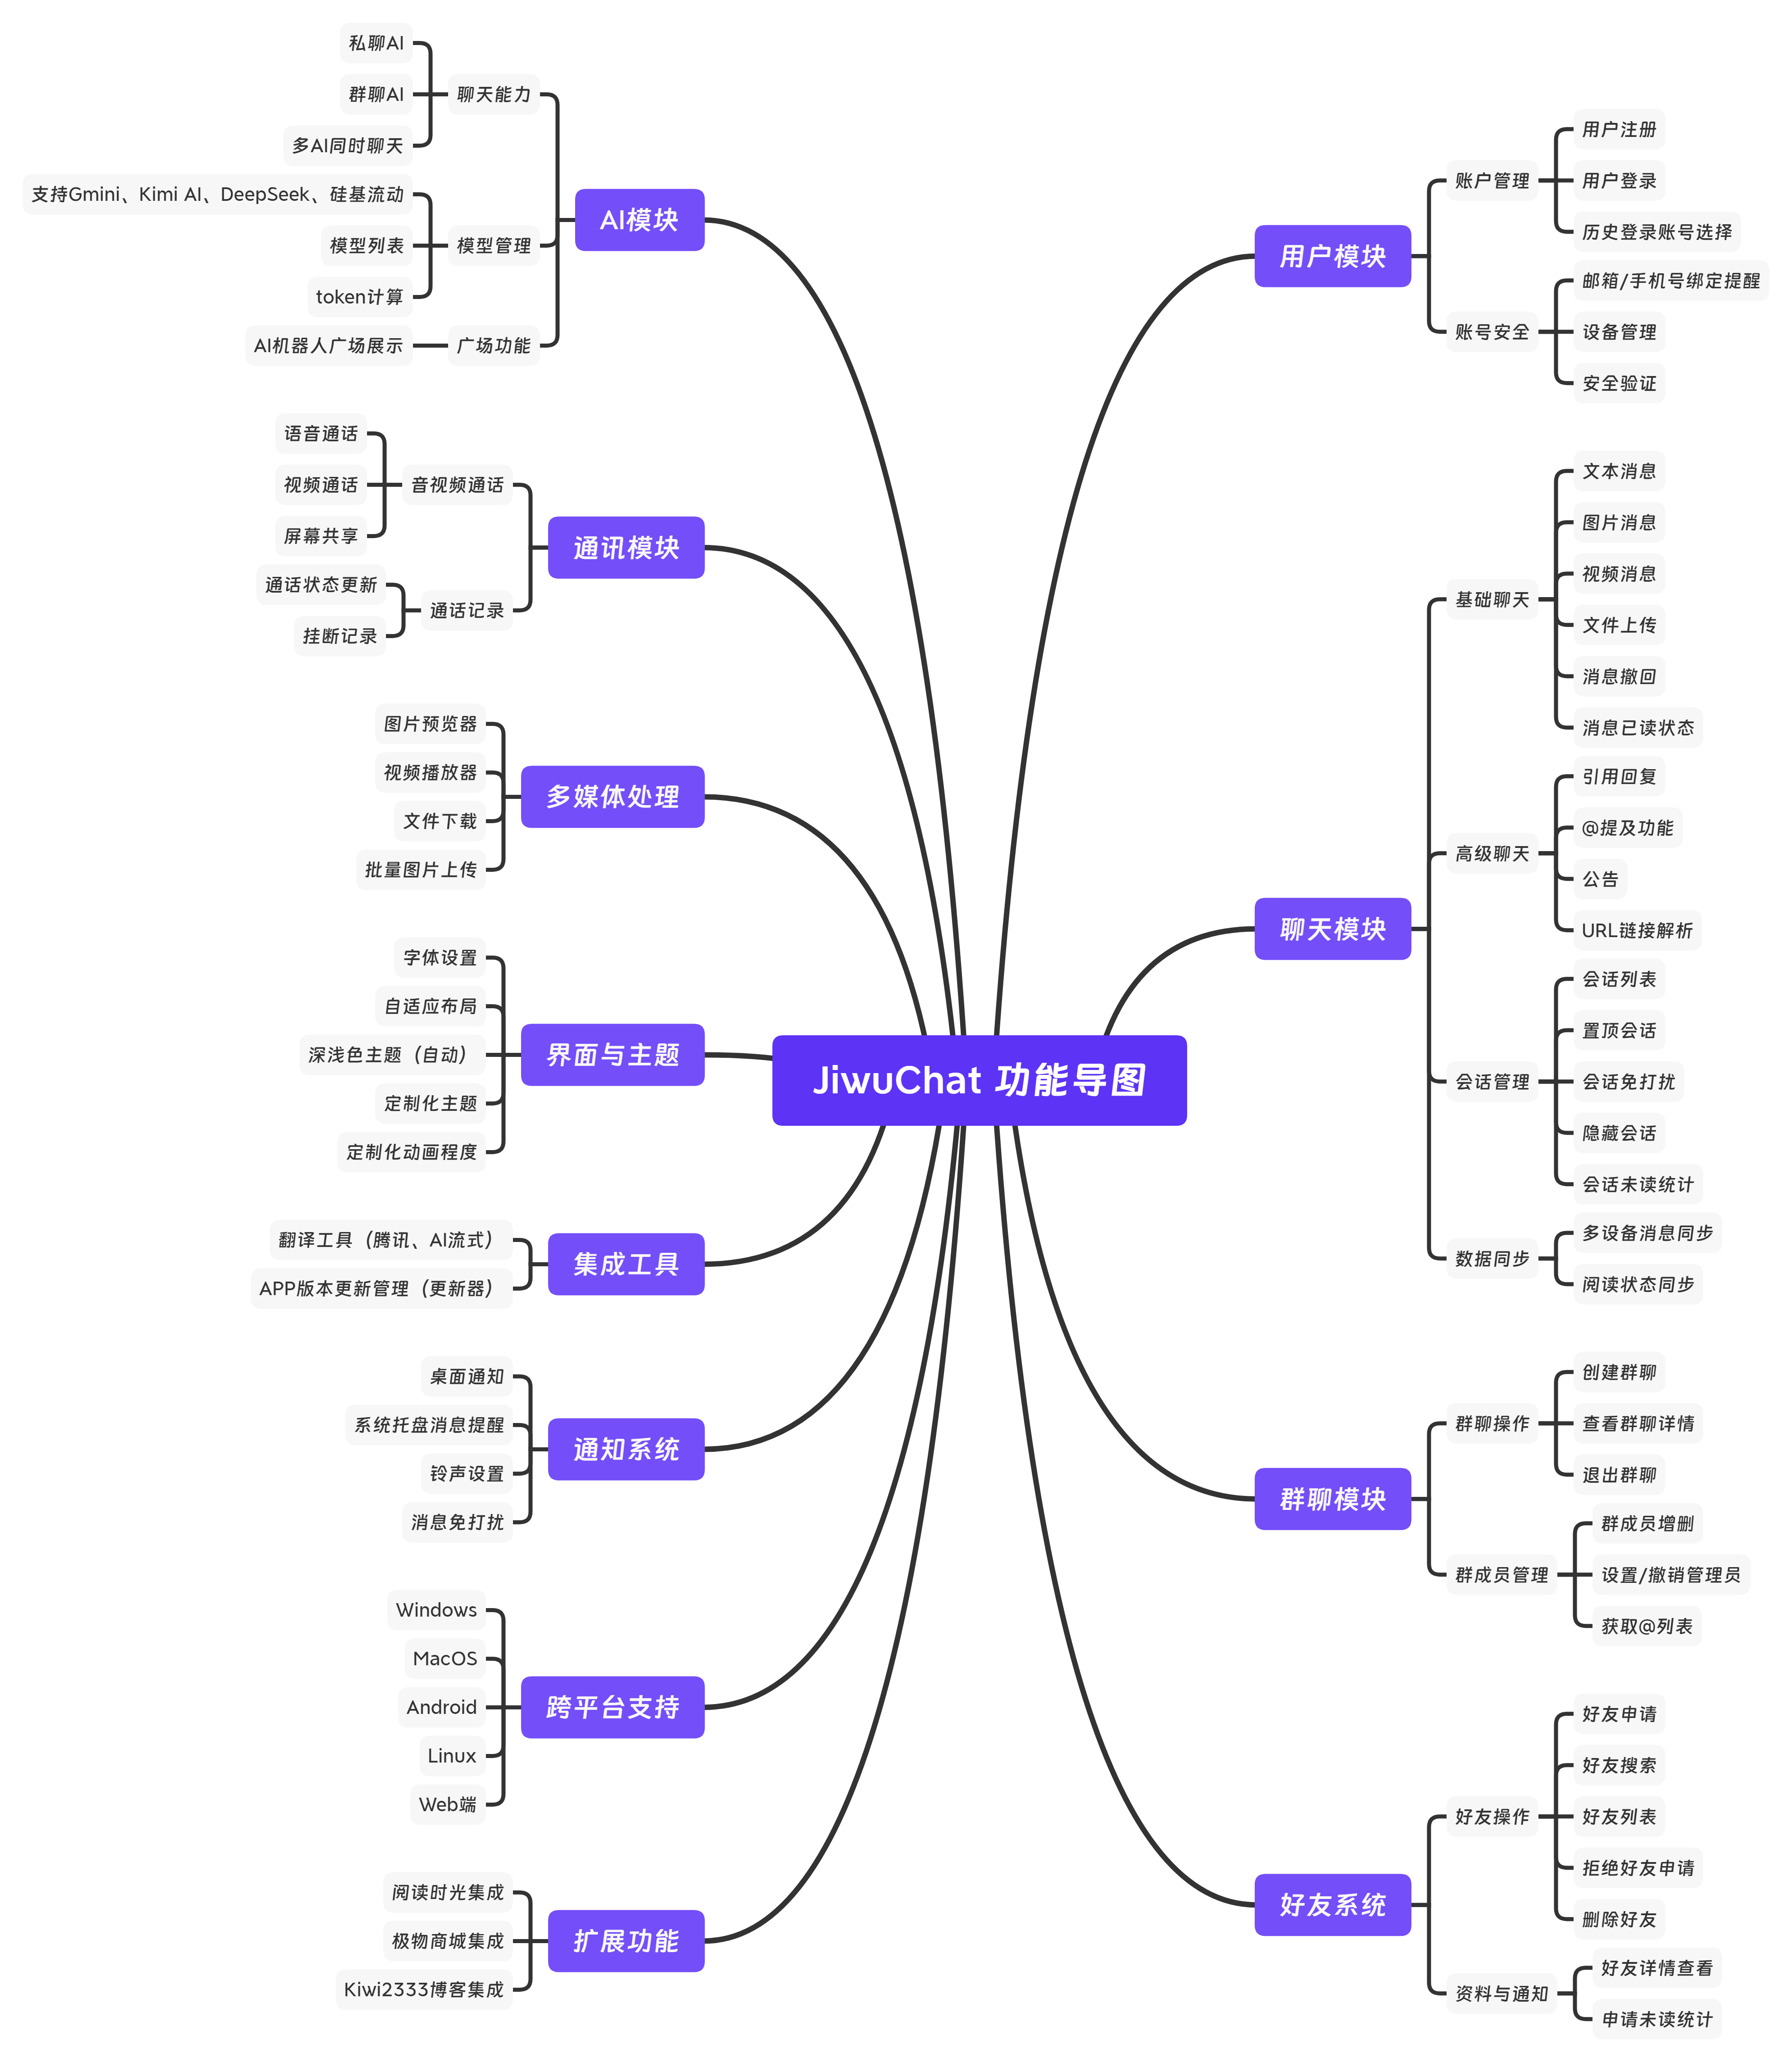 JiwuChat 功能导图
AI模块
聊天能力
私聊AI
群聊AI
多AI同时聊天
模型管理
支持Gmini、Kimi AI、DeepSeek、硅基流动
模型列表
token计算
广场功能
AI机器人广场展示
通讯模块
音视频通话
语音通话
视频通话
屏幕共享
通话记录
通话状态更新
挂断记录
多媒体处理
图片预览器
视频播放器
文件下载
批量图片上传
界面与主题
字体设置
自适应布局
深浅色主题（自动）
定制化主题
定制化动画程度
集成工具
翻译工具（腾讯、AI流式）
APP版本更新管理（更新器）
通知系统
桌面通知
系统托盘消息提醒
铃声设置
消息免打扰
跨平台支持
Windows
MacOS
Android
Linux
Web端
扩展功能
阅读时光集成
极物商城集成
Kiwi2333博客集成
用户模块
账户管理
用户注册
用户登录
历史登录账号选择
账号安全
邮箱/手机号绑定提醒
设备管理
安全验证
聊天模块
基础聊天
文本消息
图片消息
视频消息
文件上传
消息撤回
消息已读状态
高级聊天
引用回复
@提及功能
公告
URL链接解析
会话管理
会话列表
置顶会话
会话免打扰
隐藏会话
会话未读统计
数据同步
多设备消息同步
阅读状态同步
群聊模块
群聊操作
创建群聊
查看群聊详情
退出群聊
群成员管理
群成员增删
设置/撤销管理员
获取@列表
好友系统
好友操作
好友申请
好友搜索
好友列表
拒绝好友申请
删除好友
资料与通知
好友详情查看
申请未读统计